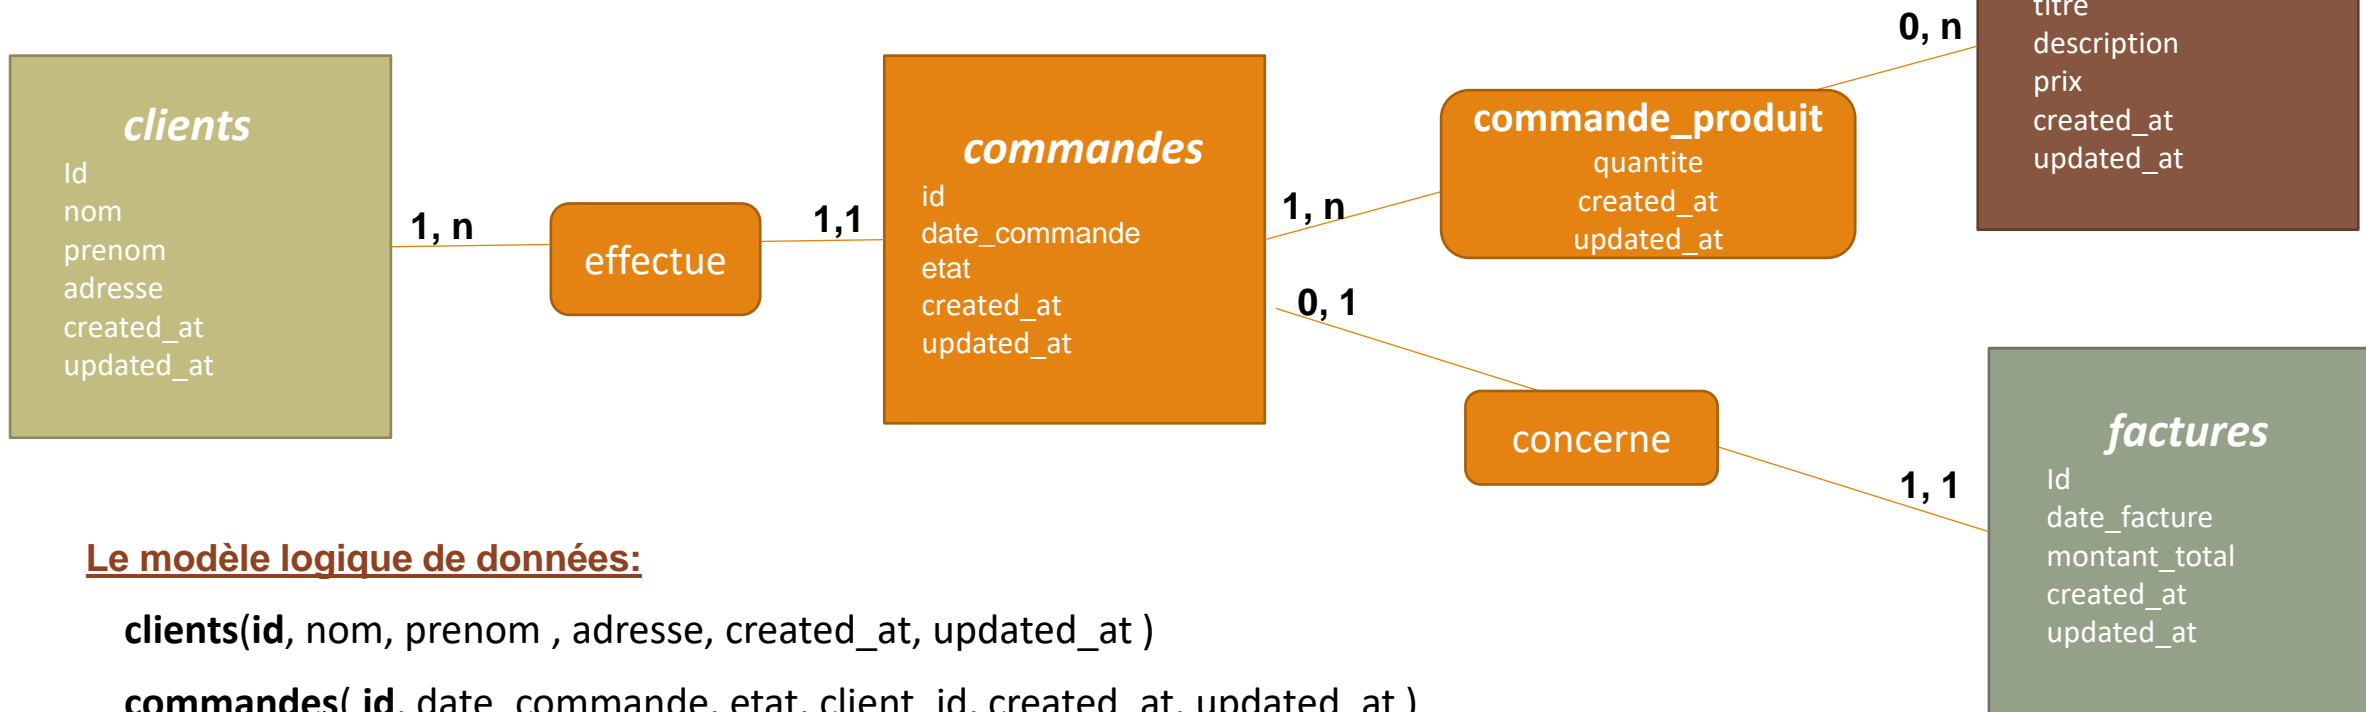 clients
Id
nom
prenom
adresse
created_at
updated_at
1, n
effectue
1,1
commandes
id
date_commande
etat
created_at
updated_at
1, n
commande_produit
quantite
created_at
updated_at
0, n
titre
description
prix
created_at
updated_at
0, 1
concerne
1, 1
factures
Id
date_facture
montant_total
created_at
updated_at
Le modèle logique de données:
clients(id, nom, prenom , adresse, created_at, updated_at )
commandes( id, date_commande, etat, client_id, created_at, updated_at )